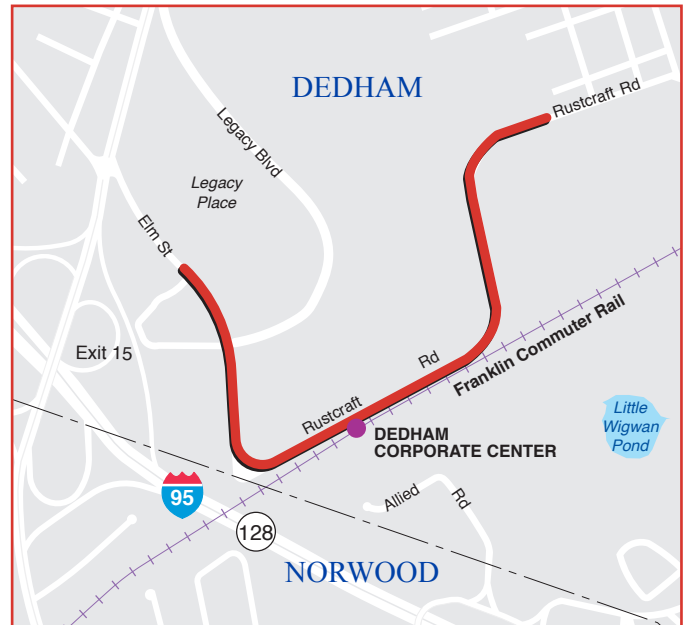 DEDHAM
Rustcraft Rd
Legacy Blvd
Legacy
Place
Elm St
Exit 15
Rustcraft
Rd
Franklin Commuter Rail
DEDHAM
CORPORATE CENTER
Little
Wigwan
Pond
95
Allied
Rd
128
NORWOOD